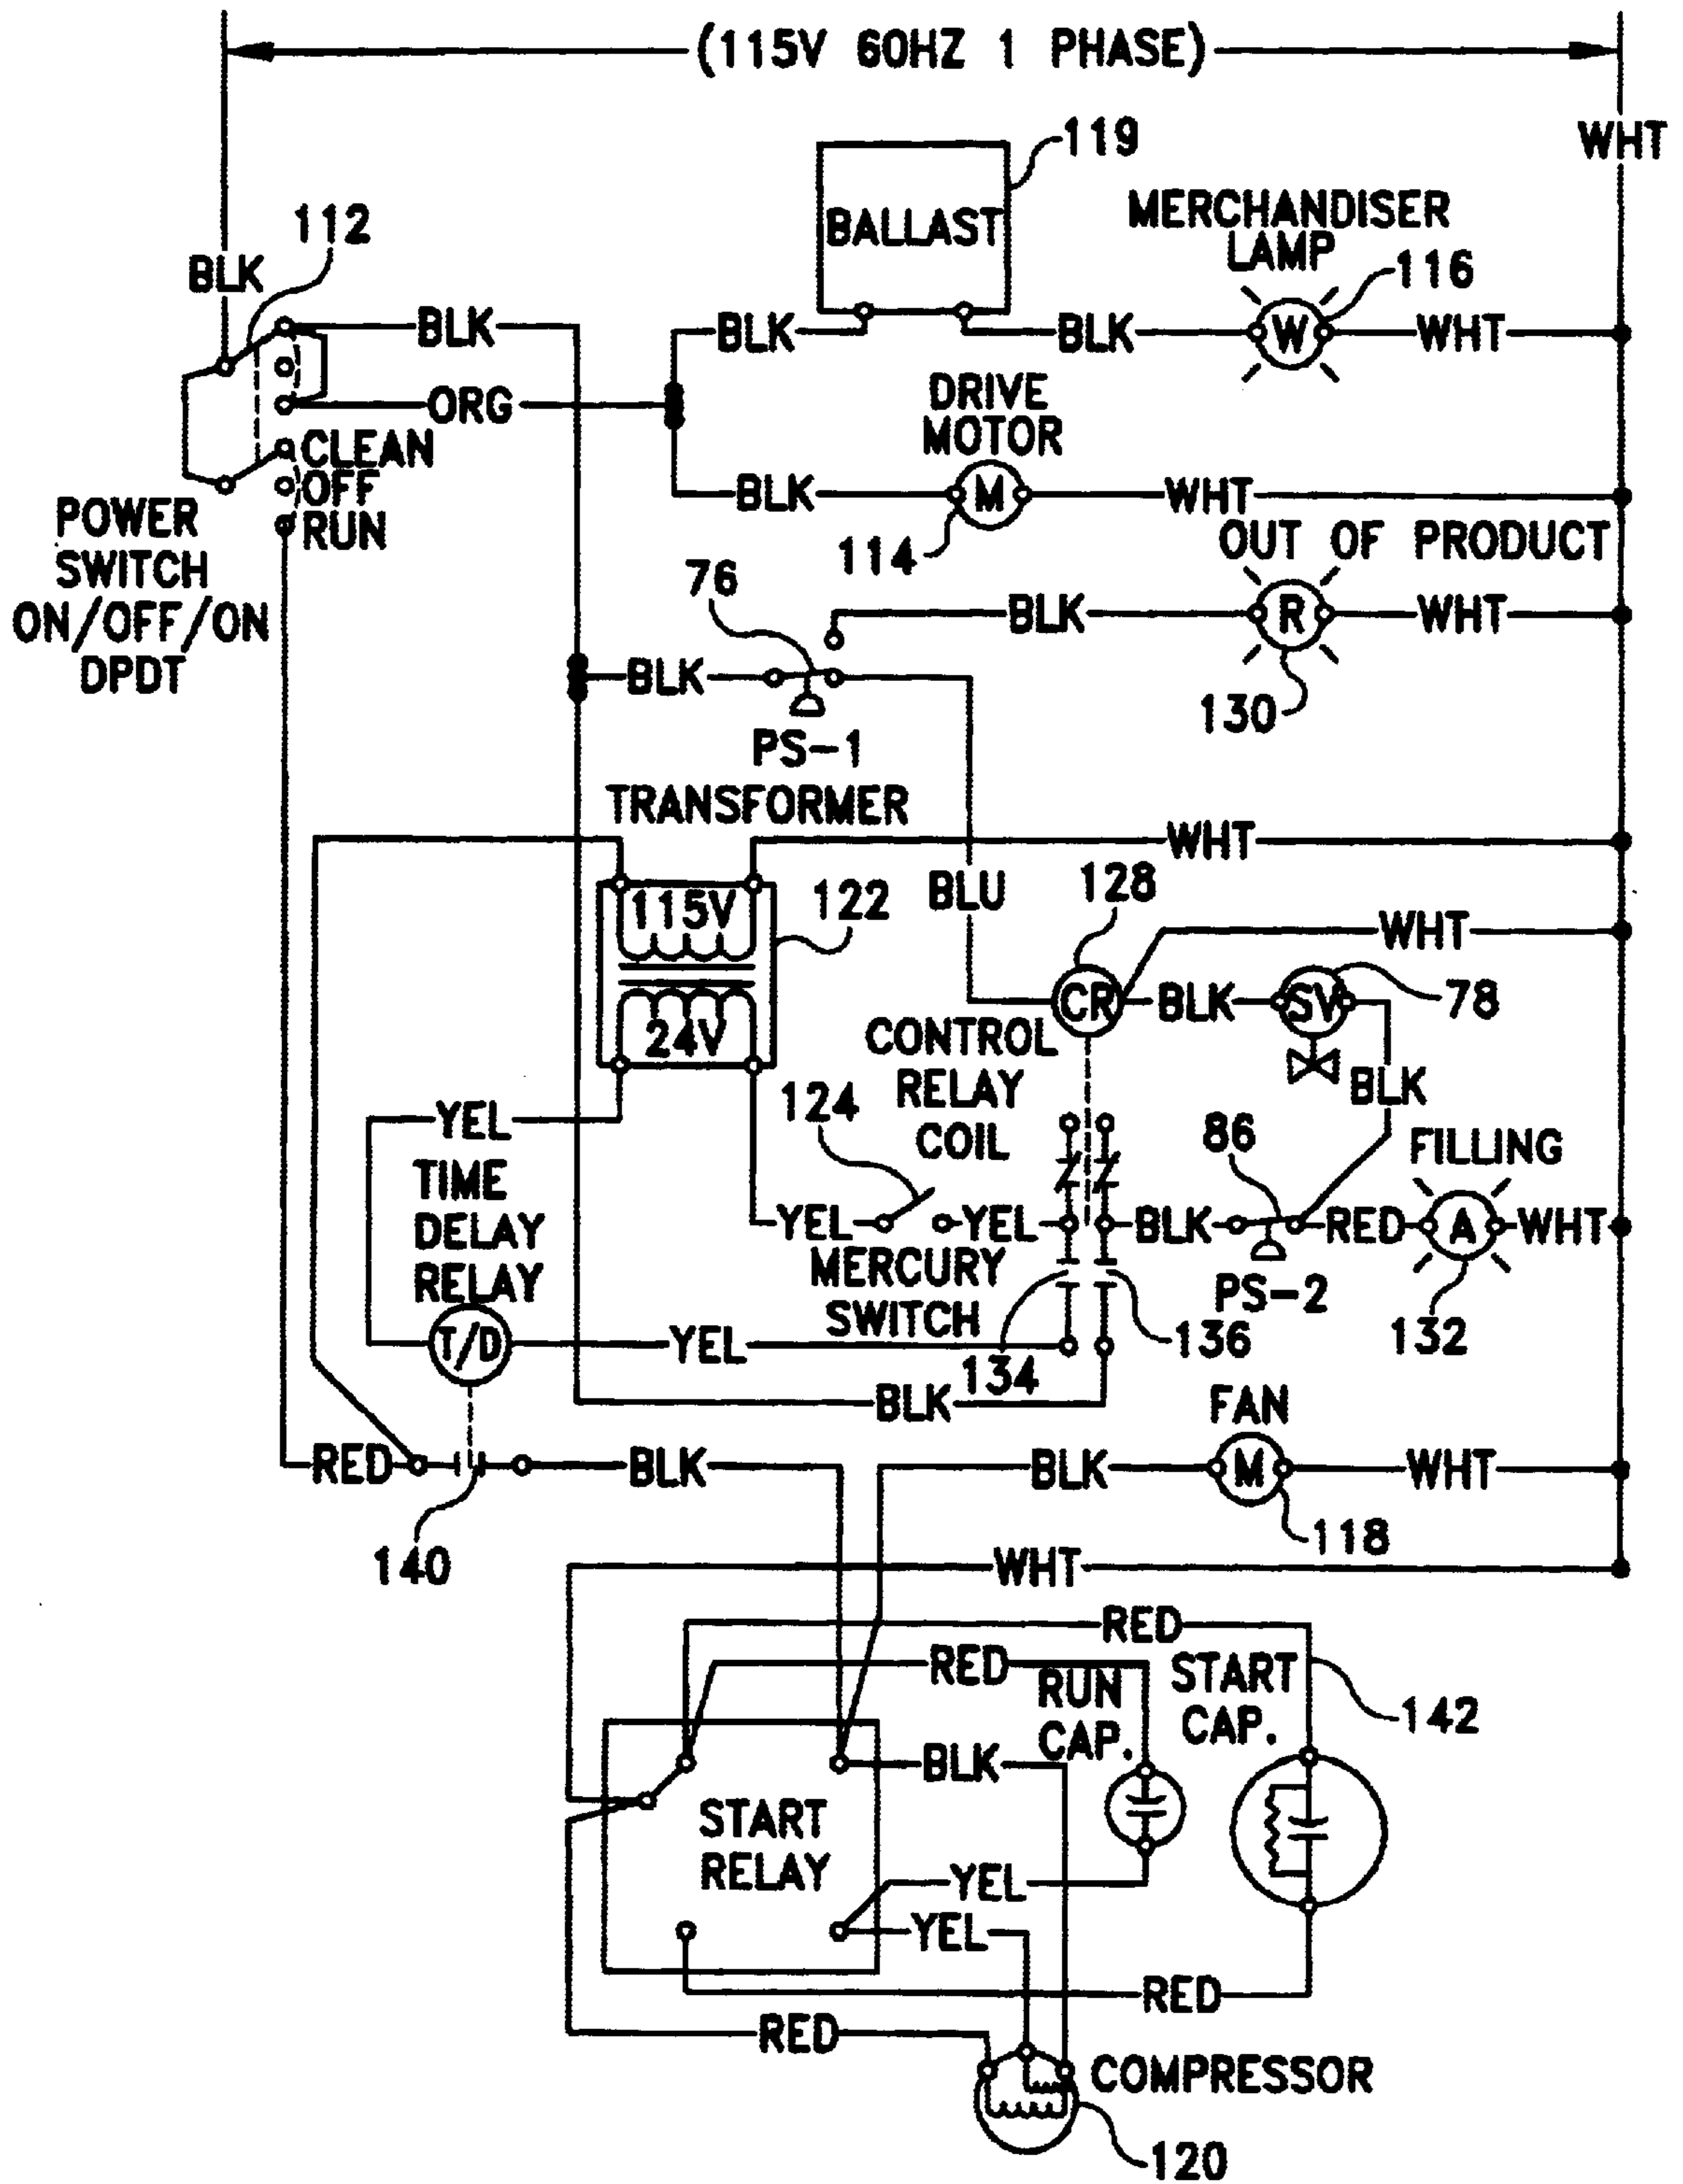 (115V 60HZ 1 PHASE)
WHT
119
BALLAST
MERCHANDISER
LAMP
112
116
BLK
BLK
BLK
BLK
W
WHT
ORG
DRIVE
MOTOR
CLEAN
OFF
RUN
BLK
M
WHT
POWER
SWITCH
ON/OFF/ON
DPDT
114
OUT OF PRODUCT
76
BLK
R
WHT
BLK
130
PS-1
TRANSFORMER
WHT
128
BLU
115V
122
WHT
CR
BLK
SV
78
24V
CONTROL
RELAY
COIL
BLK
124
YEL
86
FILLING
TIME
DELAY
RELAY
YEL
YEL
BLK
RED
A
WHT
MERCURY
SWITCH
PS-2
T/D
YEL
134
136
132
BLK
FAN
RED
BLK
BLK
M
WHT
140
118
WHT
RED
RED
RUN
CAP.
START
CAP.
142
BLK
START
RELAY
YEL
YEL
RED
RED
COMPRESSOR
120